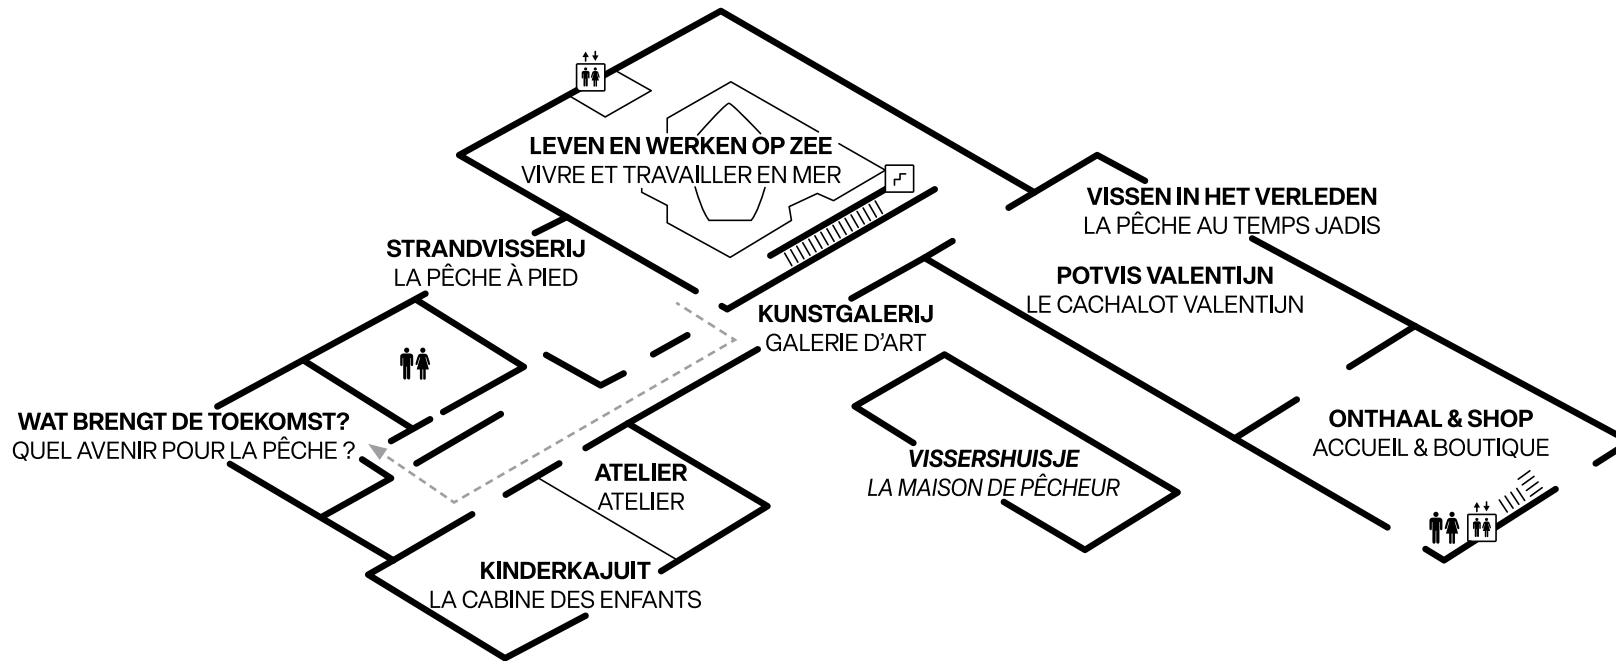 LEVEN EN WERKEN OP ZEE
VIVRE ET TRAVAILLER EN MER
VISSEN IN HET VERLEDEN
LA PÊCHE AU TEMPS JADIS
STRANDVISSERIJ
LA PÊCHE À PIED
POTVIS VALENTIJN
LE CACHALOT VALENTIJN
KUNSTGALERIJ
GALERIE D'ART
WAT BRENGT DE TOEKOMST?
QUEL AVENIR POUR LA PÊCHE ?
ONTHAAL & SHOP
ACCUEIL & BOUTIQUE
VISSERSHUISJE
LA MAISON DE PÊCHEUR
ATELIER
ATELIER
KINDERKAJUIT
LA CABINE DES ENFANTS